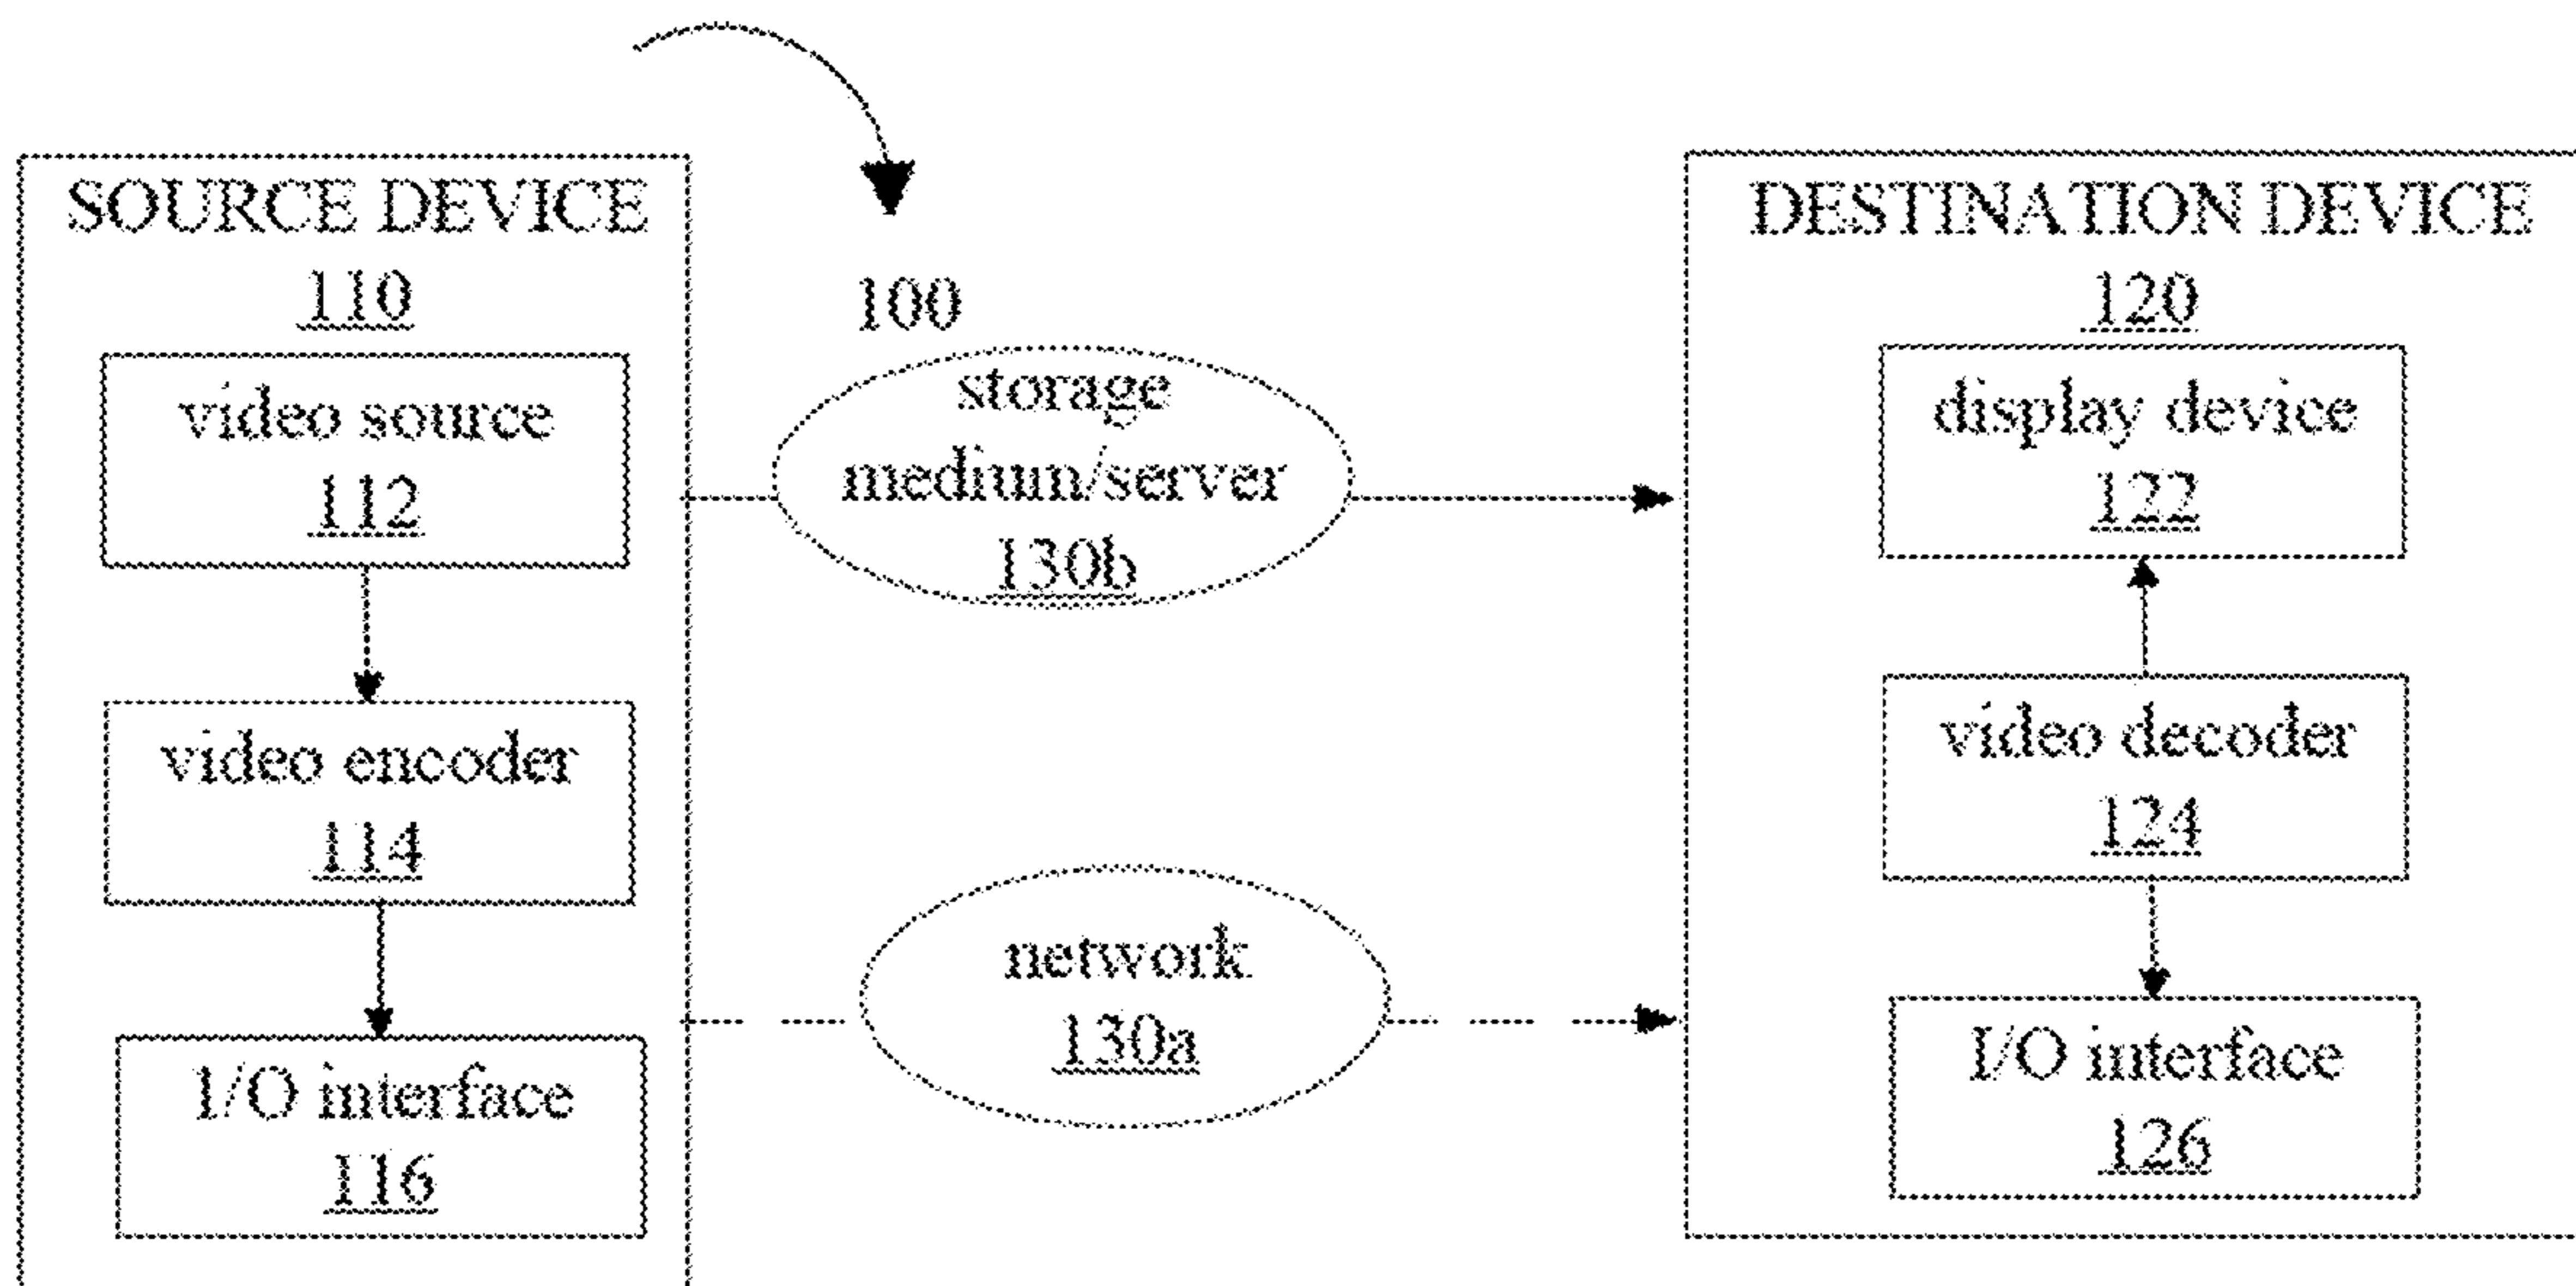 SOURCE DEVICE
110
video source
112
video encoder
114
I/O interface
116
100
storage
medium/server
130b
network
130a
DESTINATION DEVICE
120
display device
122
video decoder
124
I/O interface
126